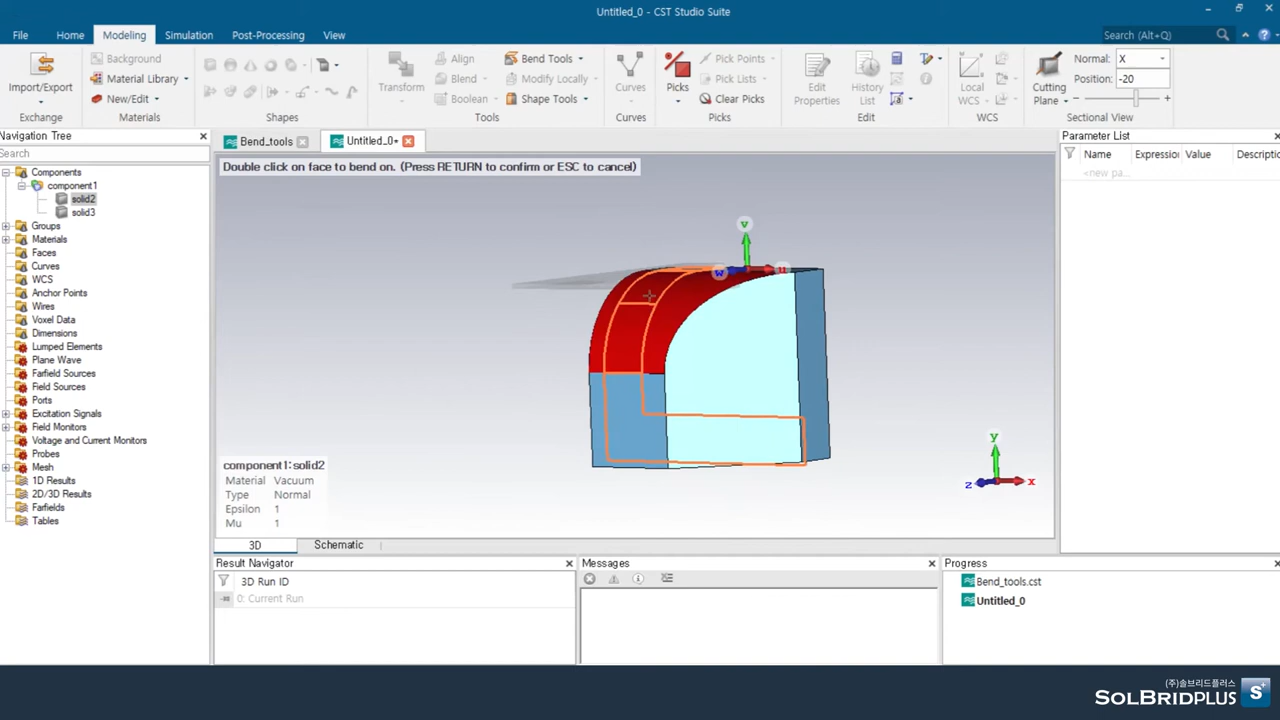 Untitled_0 - CST Studio Suite
File Home Modeling Simulation Post-Processing View Search (Alt+Q)
Import/Export
Exchange
Background
Material Library
New/Edit
Materials
Shapes
Transform
Align
Blend
Boolean
Bend Tools
Modify Locally
Shape Tools
Tools
Curves
Curves
Picks
Pick Points
Pick Lists
Clear Picks
Picks
Edit
Properties
History
List
Edit
Local
WCS
WCS
Cutting
Plane
Normal: X
Position: -20
Sectional View
Navigation Tree
Search
Components
component1
solid2
solid3
Groups
Materials
Faces
Curves
WCS
Anchor Points
Wires
Voxel Data
Dimensions
Lumped Elements
Plane Wave
Farfield Sources
Field Sources
Ports
Excitation Signals
Field Monitors
Voltage and Current Monitors
Probes
Mesh
1D Results
2D/3D Results
Farfields
Tables
Bend_tools Untitled_0*
Double click on face to bend on. (Press RETURN to confirm or ESC to cancel)
v
w
u
y
z
x
component1:solid2
Material Vacuum
Type Normal
Epsilon 1
Mu 1
3D Schematic
Parameter List
Name Expressio Value Descriptio
<new pa...
Result Navigator
3D Run ID
0: Current Run
Messages
Progress
Bend_tools.cst
Untitled_0
(주)솔브리드플러스
SOLBRIDPLUS
S+